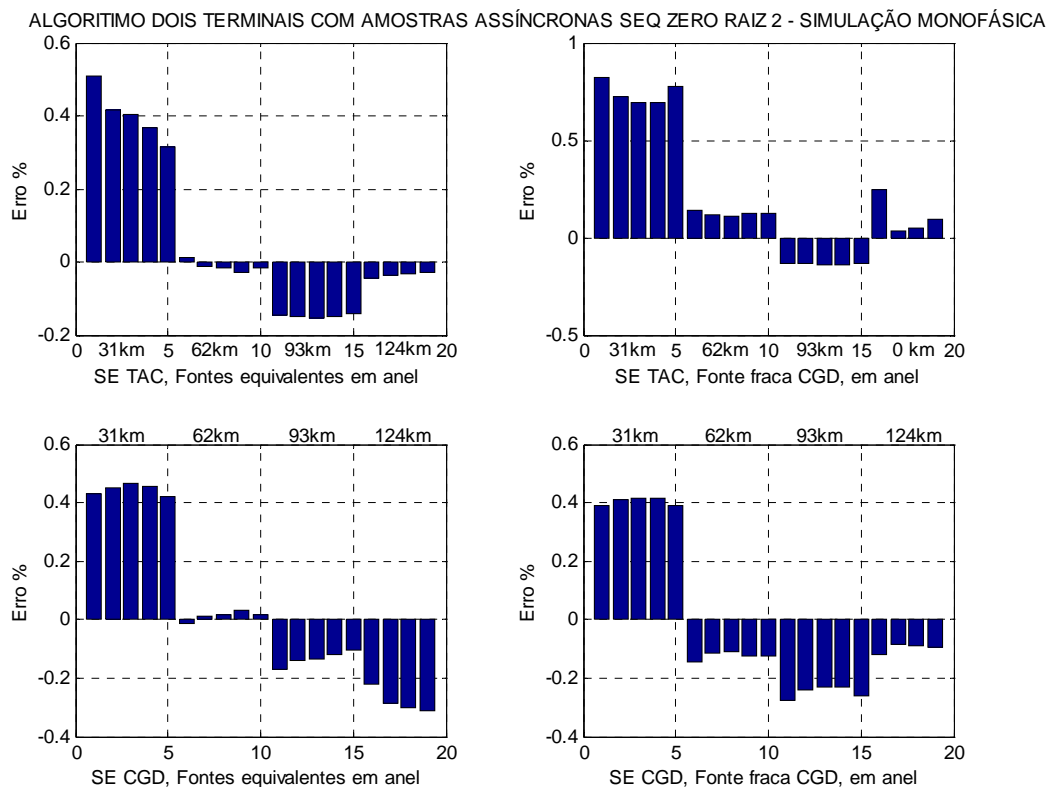 ALGORITIMO DOIS TERMINAIS COM AMOSTRAS ASSÍNCRONAS SEQ ZERO RAIZ 2 - SIMULAÇÃO MONOFÁSICA
0.6
0.4
0.2
0
-0.2
Erro %
0 31km 5 62km 10 93km 15 124km 20
SE TAC, Fontes equivalentes em anel
1
0.5
0
-0.5
Erro %
0 31km 5 62km 10 93km 15 0 km 20
SE TAC, Fonte fraca CGD, em anel
31km 62km 93km 124km
0.6
0.4
0.2
0
-0.2
-0.4
Erro %
0 5 10 15 20
SE CGD, Fontes equivalentes em anel
31km 62km 93km 124km
0.6
0.4
0.2
0
-0.2
-0.4
Erro %
0 5 10 15 20
SE CGD, Fonte fraca CGD, em anel